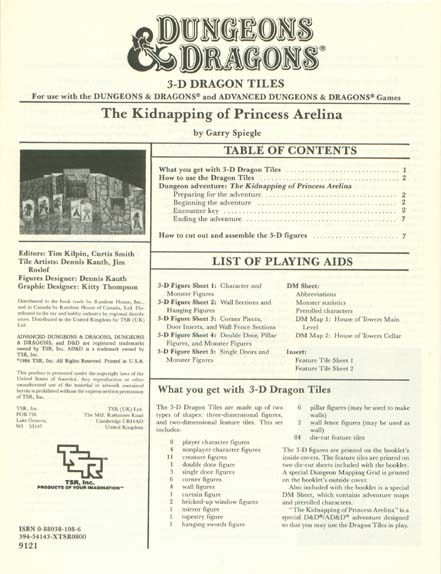 DUNGEONS
& DRAGONS®
3-D DRAGON TILES
For use with the DUNGEONS & DRAGONS® and ADVANCED DUNGEONS & DRAGONS® Games
The Kidnapping of Princess Arelina
by Garry Spiegle
TABLE OF CONTENTS
What you get with 3-D Dragon Tiles 1
How to use the Dragon Tiles 2
Dungeon adventure: The Kidnapping of Princess Arelina
Preparing for the adventure 2
Beginning the adventure 2
Encounter key 2
Ending the adventure 7
How to cut out and assemble the 3-D figures 7
Editor: Tim Kilpin, Curtis Smith
Tile Artists: Dennis Kauth, Jim
Roslof
Figures Designer: Dennis Kauth
Graphic Designer: Kitty Thompson
Distributed to the book trade by Random House, Inc.,
and in Canada by Random House of Canada, Ltd. Dis-
tributed to the toy and hobby trade by regional distrib-
utors. Distributed in the United Kingdom by TSR (UK)
Ltd.
ADVANCED DUNGEONS & DRAGONS, DUNGEONS
& DRAGONS, and D&D are registered trademarks
owned by TSR, Inc. AD&D is a trademark owned by
TSR, Inc.
©1984 TSR, Inc. All Rights Reserved. Printed in U.S.A.
This product is protected under the copyright laws of the
United States of America. Any reproduction or other
unauthorized use of the material or artwork contained
herein is prohibited without the express written permission
of TSR, Inc.
TSR, Inc.
POB 756
Lake Geneva,
WI 53147
TSR (UK) Ltd.
The Mill, Rathmore Road
Cambridge CB14AD
United Kingdom
TSR
TSR, Inc.
PRODUCTS OF YOUR IMAGINATION™
ISBN 0-88038-108-6
394-54143-XTSR0800
9121
LIST OF PLAYING AIDS
3-D Figure Sheet 1: Character and
Monster Figures
3-D Figure Sheet 2: Wall Sections and
Hanging Figures
3-D Figure Sheet 3: Corner Pieces,
Door Inserts, and Wall Fence Sections
3-D Figure Sheet 4: Double Door, Pillar
Figures, and Monster Figures
3-D Figure Sheet 5: Single Doors and
Monster Figures
DM Sheet:
Abbreviations
Monster statistics
Prerolled characters
DM Map 1: House of Towers Main
Level
DM Map 2: House of Towers Cellar
Insert:
Feature Tile Sheet 1
Feature Tile Sheet 2
What you get with 3-D Dragon Tiles
The 3-D Dragon Tiles are made up of two
types of shapes: three-dimensional figures,
and two-dimensional feature tiles. This set
includes:
8 player character figures
4 nonplayer character figures
11 creature figures
1 double door figure
3 single door figures
6 corner figures
4 wall figures
1 curtain figure
2 bricked-up window figures
1 mirror figure
1 tapestry figure
1 hanging swords figure
6 pillar figures (may be used to make
walls)
2 wall fence figures (may be used as
wall)
84 die-cut feature tiles
The 3-D figures are printed on the booklet's
inside covers. The feature tiles are printed on
two die-cut sheets included with the booklet.
A special Dungeon Mapping Grid is printed
on the booklet's outside cover.
Also included with the booklet is a special
DM Sheet, which contains adventure maps
and prerolled characters.
"The Kidnapping of Princess Arelina" is a
special D&D®/AD&D™ adventure designed
so that you may use the Dragon Tiles in play.